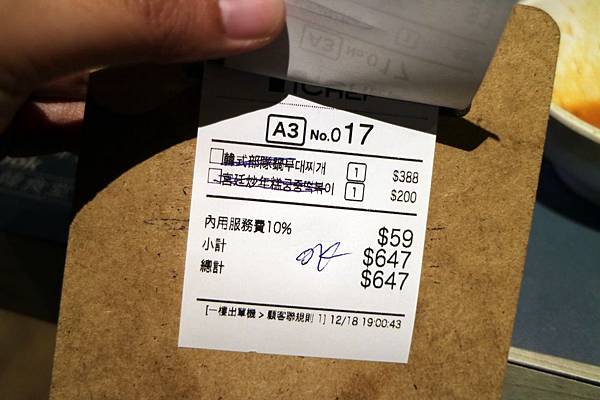 A3 No.017
韓式部隊鍋부대찌개 1 $388
宮廷炒年糕궁중떡볶이 1 $200
內用服務費10% $59
小計 $647
總計 $647
[一樓出單機 > 顧客聯規則 1] 12/18 19:00:43